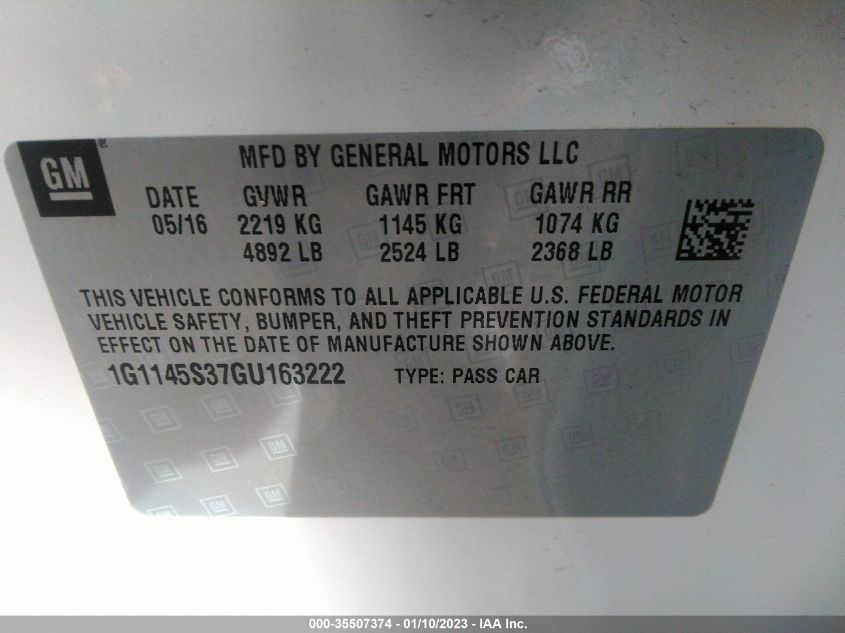 GM
MFD BY GENERAL MOTORS LLC
DATE GVWR GAWR FRT GAWR RR
05/16 2219 KG 1145 KG 1074 KG
4892 LB 2524 LB 2368 LB
THIS VEHICLE CONFORMS TO ALL APPLICABLE U.S. FEDERAL MOTOR
VEHICLE SAFETY, BUMPER, AND THEFT PREVENTION STANDARDS IN
EFFECT ON THE DATE OF MANUFACTURE SHOWN ABOVE.
1G1145S37GU163222 TYPE: PASS CAR
000-35507374 - 01/10/2023 - IAA Inc.